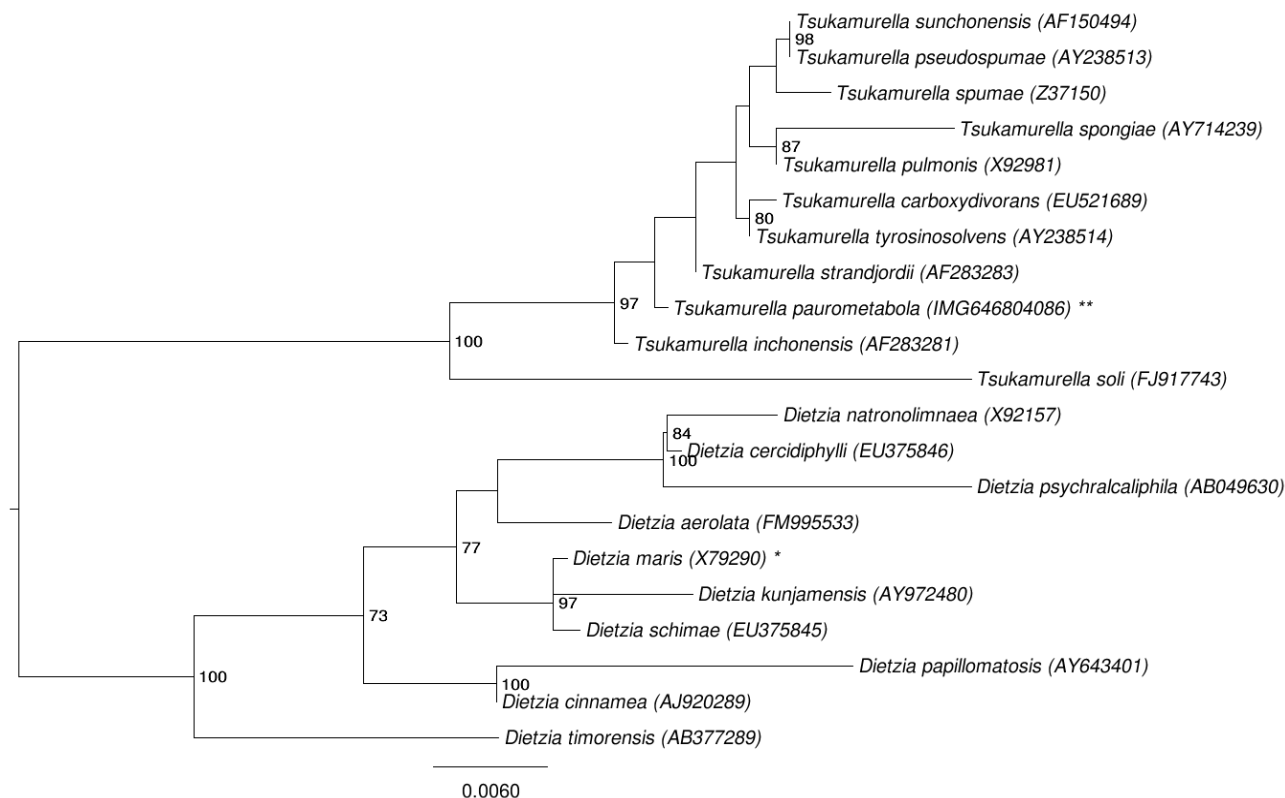 Tsukamurella sunchonensis (AF150494)
98
Tsukamurella pseudospumae (AY238513)
Tsukamurella spumae (Z37150)
Tsukamurella spongiae (AY714239)
87
Tsukamurella pulmonis (X92981)
Tsukamurella carboxydivorans (EU521689)
80
Tsukamurella tyrosinosolvens (AY238514)
Tsukamurella strandjordii (AF283283)
97
Tsukamurella paurometabola (IMG646804086) **
100
Tsukamurella inchonensis (AF283281)
Tsukamurella soli (FJ917743)
Dietzia natronolimnaea (X92157)
84
Dietzia cercidiphylli (EU375846)
100
Dietzia psychralcaliphila (AB049630)
Dietzia aerolata (FM995533)
77
Dietzia maris (X79290) *
Dietzia kunjamensis (AY972480)
97
73
Dietzia schimae (EU375845)
Dietzia papillomatosis (AY643401)
100
100
Dietzia cinnamea (AJ920289)
Dietzia timorensis (AB377289)
0.0060